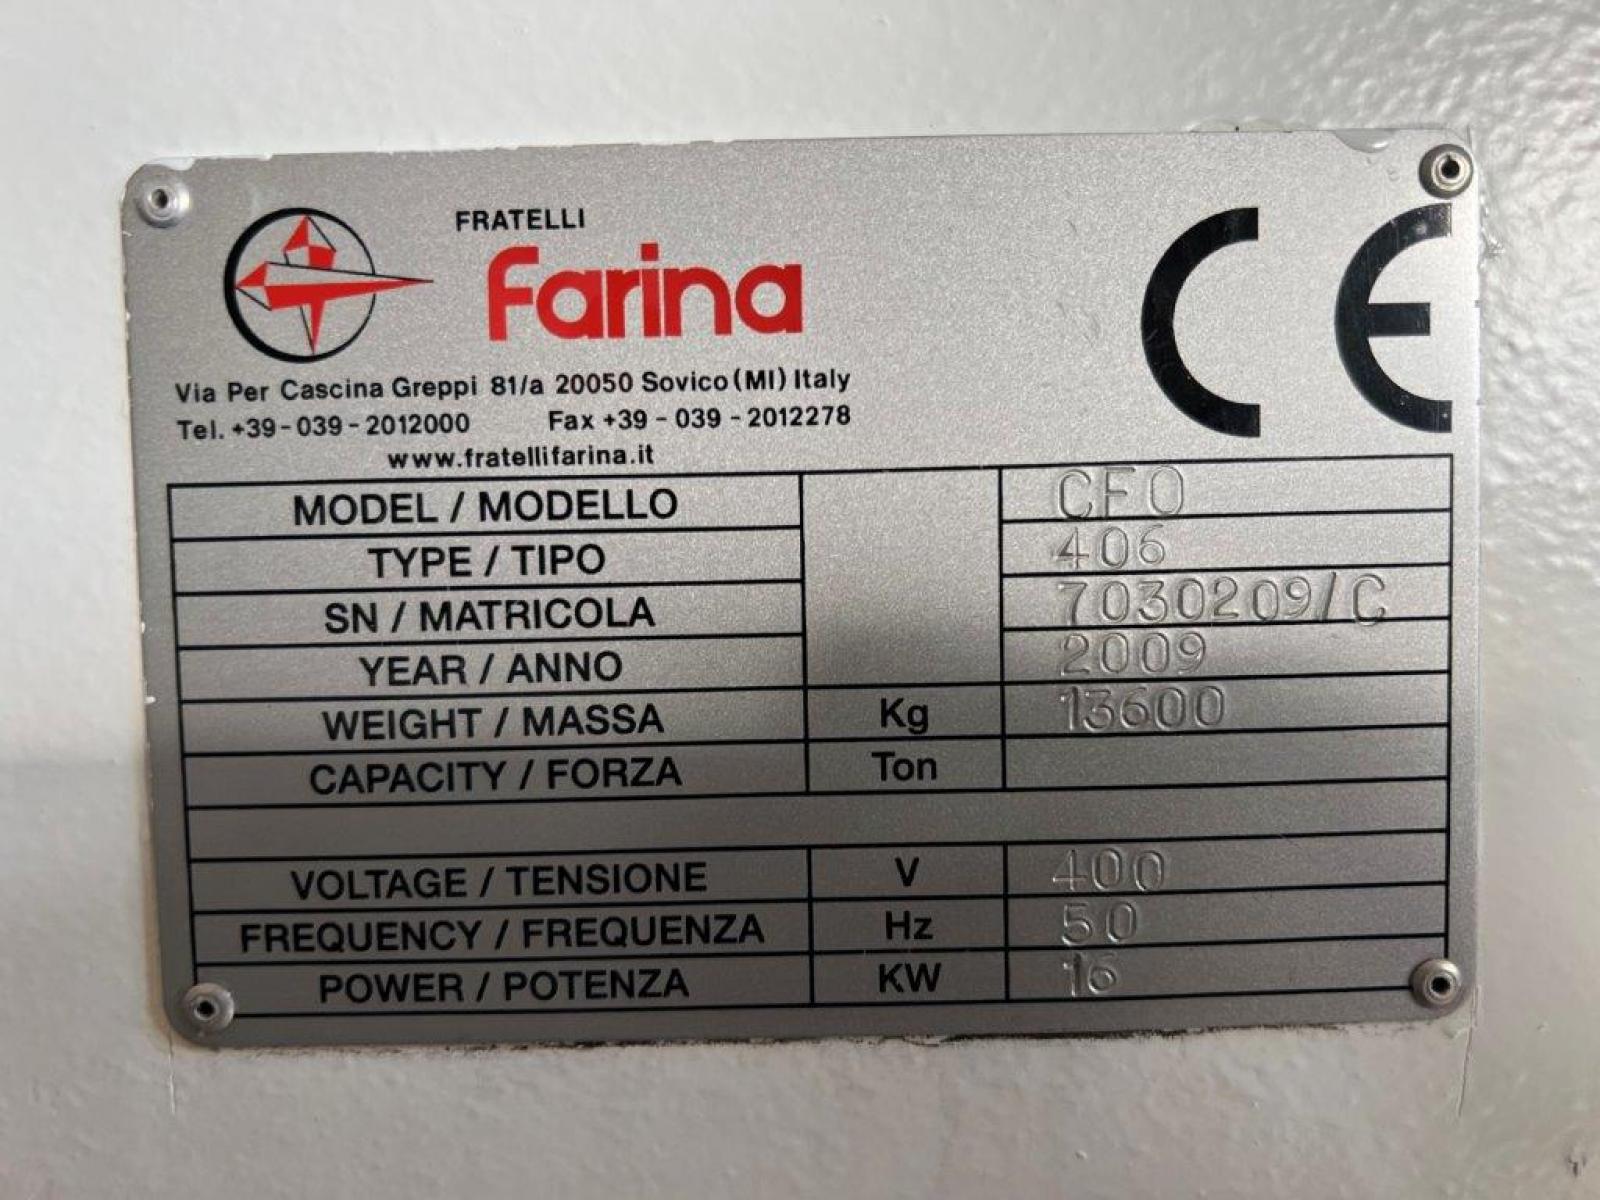 FRATELLI
Farina
CE
Via Per Cascina Greppi 81/a 20050 Sovico (MI) Italy
Tel. +39-039-2012000 Fax +39-039-2012278
www.fratellifarina.it
MODEL / MODELLO CFO
TYPE / TIPO 406
SN / MATRICOLA 7030209/C
YEAR / ANNO 2009
WEIGHT / MASSA Kg 13600
CAPACITY / FORZA Ton
VOLTAGE / TENSIONE V 400
FREQUENCY / FREQUENZA Hz 50
POWER / POTENZA KW 16